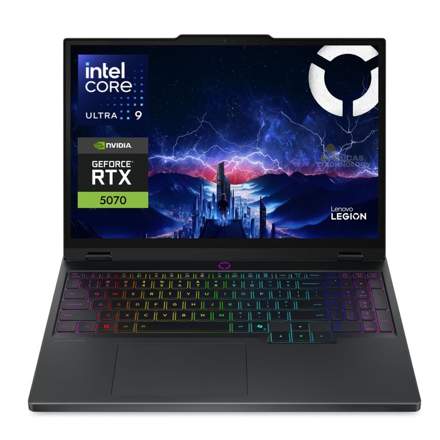 intel
CORE
ULTRA 9
NVIDIA
GEFORCE
RTX
5070
Lenovo
LEGION